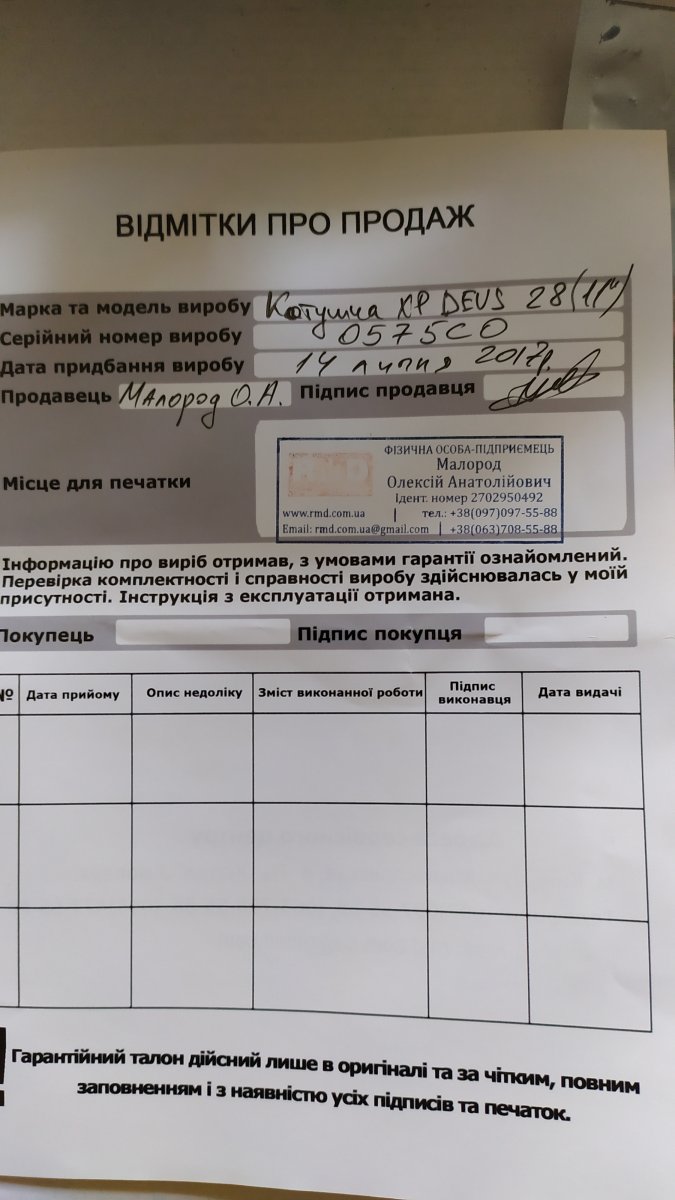 ВІДМІТКИ ПРО ПРОДАЖ
Марка та модель виробу Котушка XP DEUS 28(11")
Серійний номер виробу 0575C0
Дата придбання виробу 14 липня 2017р.
Продавець Малород О.А. Підпис продавця
ФІЗИЧНА ОСОБА-ПІДПРИЄМЕЦЬ
Малород
Місце для печатки Олексій Анатолійович
Ідент. номер 2702950492
www.rmd.com.ua | тел.: +38(097)097-55-88
Email: rmd.com.ua@gmail.com | +38(063)708-55-88
Інформацію про виріб отримав, з умовами гарантії ознайомлений.
Перевірка комплектності і справності виробу здійснювалась у моїй
присутності. Інструкція з експлуатації отримана.
Покупець Підпис покупця
№ Дата прийому Опис недоліку Зміст виконанної роботи Підпис виконавця Дата видачі
Гарантійний талон дійсний лише в оригіналі та за чітким, повним
заповненням і з наявністю усіх підписів та печаток.